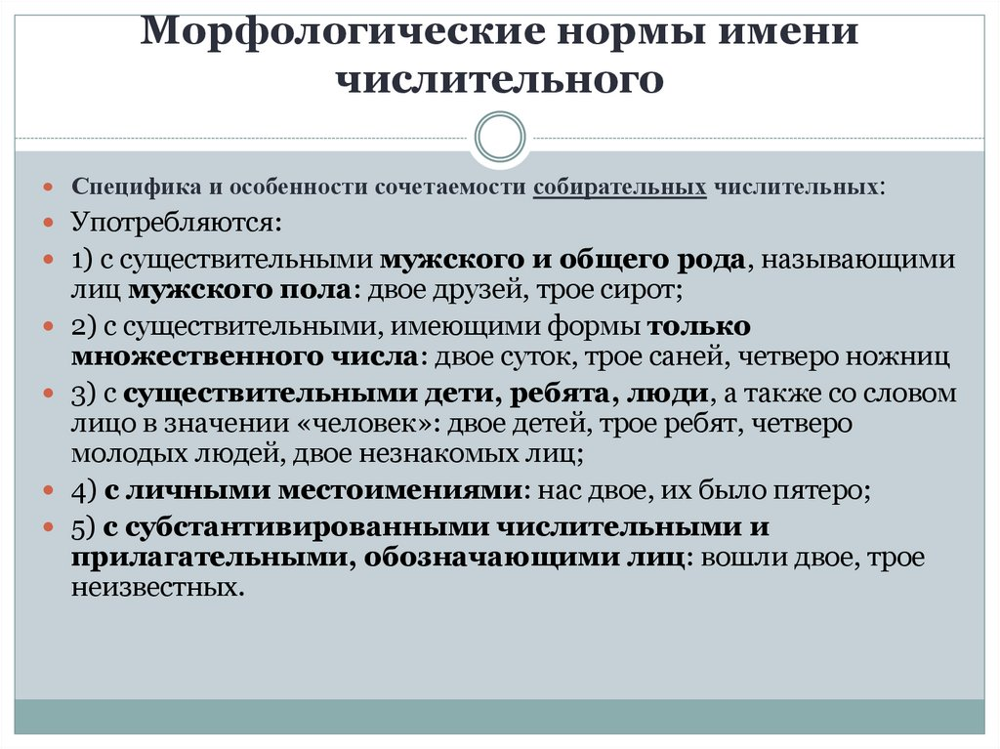 Морфологические нормы имени
числительного
• Специфика и особенности сочетаемости собирательных числительных:
• Употребляются:
• 1) с существительными мужского и общего рода, называющими
лиц мужского пола: двое друзей, трое сирот;
• 2) с существительными, имеющими формы только
множественного числа: двое суток, трое саней, четверо ножниц
• 3) с существительными дети, ребята, люди, а также со словом
лицо в значении «человек»: двое детей, трое ребят, четверо
молодых людей, двое незнакомых лиц;
• 4) с личными местоимениями: нас двое, их было пятеро;
• 5) с субстантивированными числительными и
прилагательными, обозначающими лиц: вошли двое, трое
неизвестных.